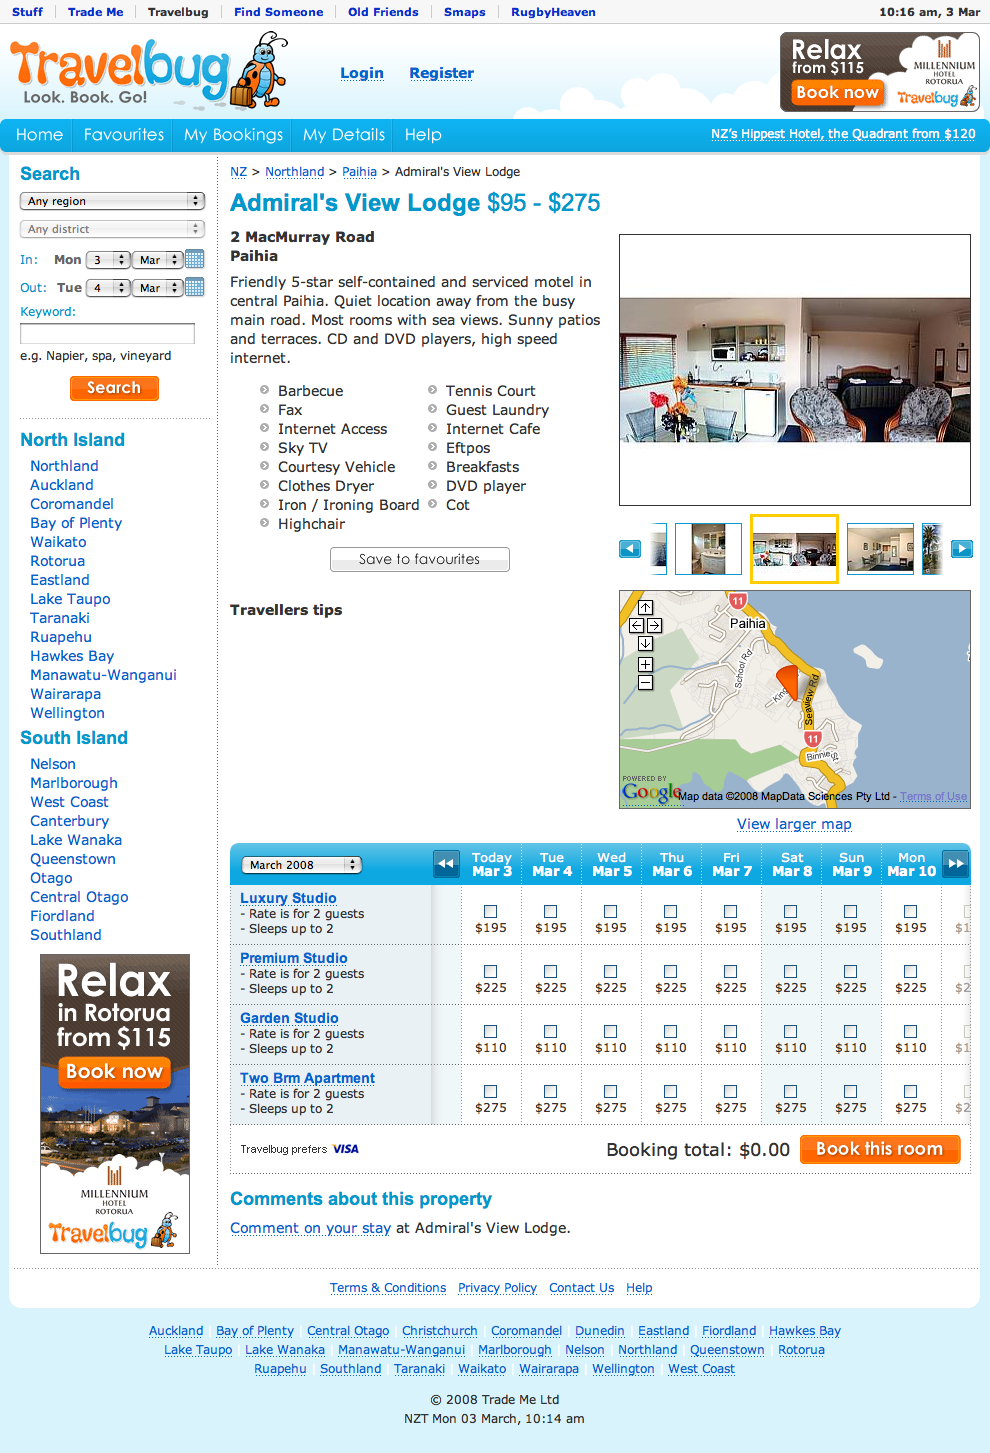 Stuff Trade Me Travelbug Find Someone Old Friends Smaps RugbyHeaven 10:16 am, 3 Mar
Travelbug
Look. Book. Go!
Login Register
Relax
from $115
Book now
MILLENNIUM
HOTEL
ROTORUA
Travelbug
Home Favourites My Bookings My Details Help NZ's Hippest Hotel, the Quadrant from $120
Search
Any region
Any district
In: Mon 3 Mar
Out: Tue 4 Mar
Keyword:
e.g. Napier, spa, vineyard
Search
North Island
Northland
Auckland
Coromandel
Bay of Plenty
Waikato
Rotorua
Eastland
Lake Taupo
Taranaki
Ruapehu
Hawkes Bay
Manawatu-Wanganui
Wairarapa
Wellington
South Island
Nelson
Marlborough
West Coast
Canterbury
Lake Wanaka
Queenstown
Otago
Central Otago
Fiordland
Southland
Relax
in Rotorua
from $115
Book now
MILLENNIUM
HOTEL
ROTORUA
Travelbug
NZ > Northland > Paihia > Admiral's View Lodge
Admiral's View Lodge $95 - $275
2 MacMurray Road
Paihia
Friendly 5-star self-contained and serviced motel in
central Paihia. Quiet location away from the busy
main road. Most rooms with sea views. Sunny patios
and terraces. CD and DVD players, high speed
internet.
Barbecue Tennis Court
Fax Guest Laundry
Internet Access Internet Cafe
Sky TV Eftpos
Courtesy Vehicle Breakfasts
Clothes Dryer DVD player
Iron / Ironing Board Cot
Highchair
Save to favourites
Travellers tips
11
Paihia
School Rd
Seaview Rd
11
Binnie St
POWERED BY
Google
Map data ©2008 MapData Sciences Pty Ltd - Terms of Use
View larger map
March 2008 Today Tue Wed Thu Fri Sat Sun Mon
Mar 3 Mar 4 Mar 5 Mar 6 Mar 7 Mar 8 Mar 9 Mar 10
Luxury Studio
- Rate is for 2 guests
- Sleeps up to 2
$195 $195 $195 $195 $195 $195 $195 $195
Premium Studio
- Rate is for 2 guests
- Sleeps up to 2
$225 $225 $225 $225 $225 $225 $225 $225
Garden Studio
- Rate is for 2 guests
- Sleeps up to 2
$110 $110 $110 $110 $110 $110 $110 $110
Two Brm Apartment
- Rate is for 2 guests
- Sleeps up to 2
$275 $275 $275 $275 $275 $275 $275 $275
Travelbug prefers VISA Booking total: $0.00 Book this room
Comments about this property
Comment on your stay at Admiral's View Lodge.
Terms & Conditions Privacy Policy Contact Us Help
Auckland Bay of Plenty Central Otago Christchurch Coromandel Dunedin Eastland Fiordland Hawkes Bay
Lake Taupo Lake Wanaka Manawatu-Wanganui Marlborough Nelson Northland Queenstown Rotorua
Ruapehu Southland Taranaki Waikato Wairarapa Wellington West Coast
© 2008 Trade Me Ltd
NZT Mon 03 March, 10:14 am